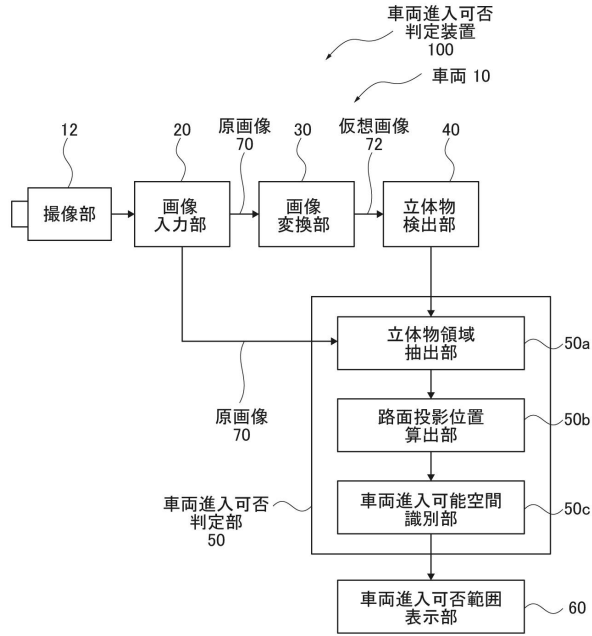 車両進入可否
判定装置
100
車両 10
12
20
原画像
70
30
仮想画像
72
40
撮像部
画像
入力部
画像
変換部
立体物
検出部
立体物領域
抽出部
50a
原画像
70
路面投影位置
算出部
50b
車両進入可否
判定部
50
車両進入可能空間
識別部
50c
車両進入可否範囲
表示部
60